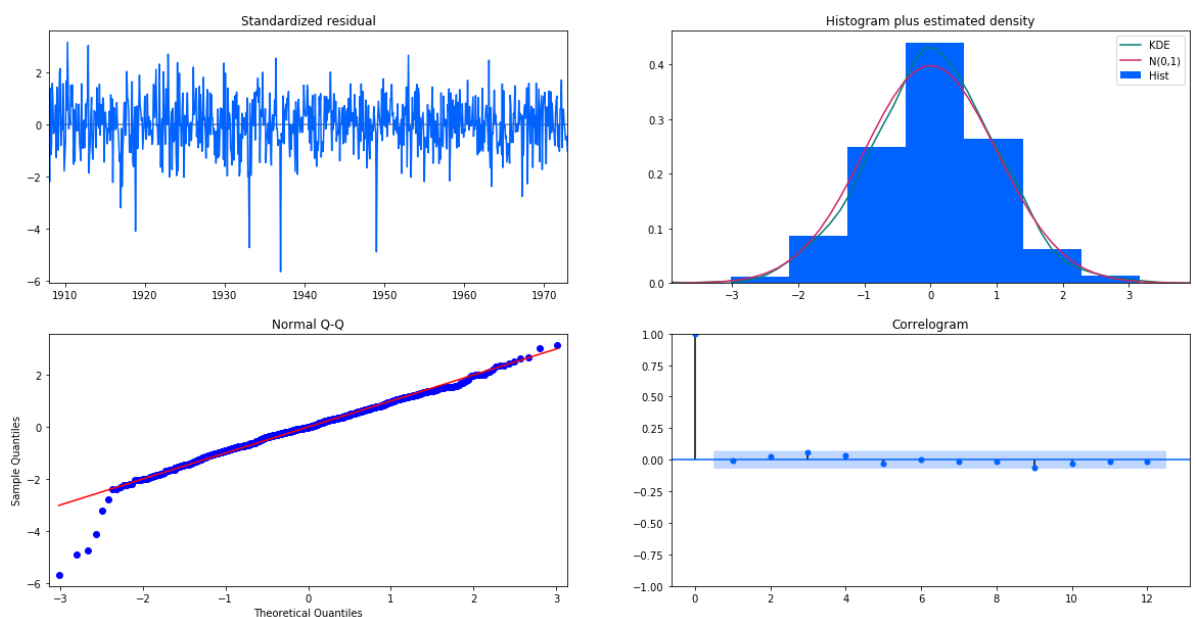 Standardized residual
2
0
−2
−4
−6
1910 1920 1930 1940 1950 1960 1970
Histogram plus estimated density
KDE
N(0,1)
Hist
0.4
0.3
0.2
0.1
0.0
−3 −2 −1 0 1 2 3
Normal Q-Q
Sample Quantiles
2
0
−2
−4
−6
−3 −2 −1 0 1 2 3
Theoretical Quantiles
Correlogram
1.00
0.75
0.50
0.25
0.00
−0.25
−0.50
−0.75
−1.00
0 2 4 6 8 10 12